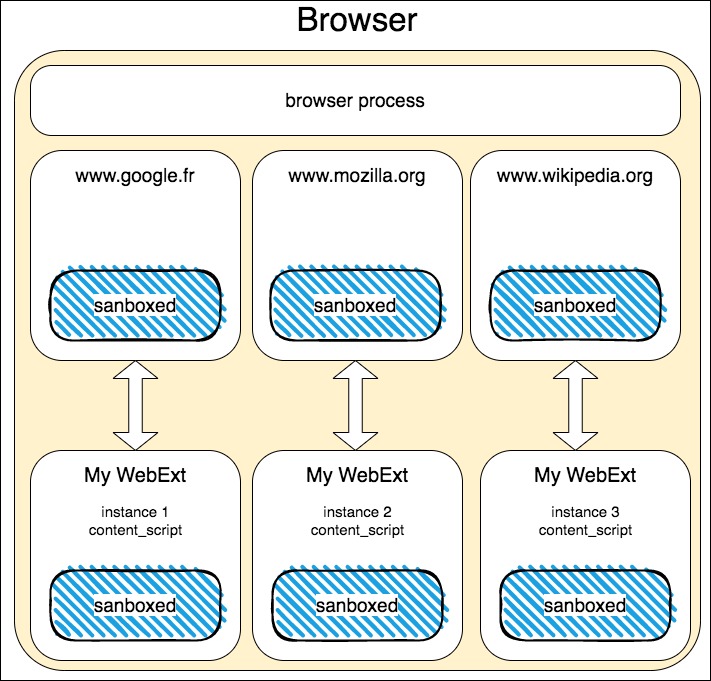 Browser
browser process
www.google.fr
www.mozilla.org
www.wikipedia.org
sanboxed
sanboxed
sanboxed
My WebExt
instance 1
content_script
My WebExt
instance 2
content_script
My WebExt
instance 3
content_script
sanboxed
sanboxed
sanboxed